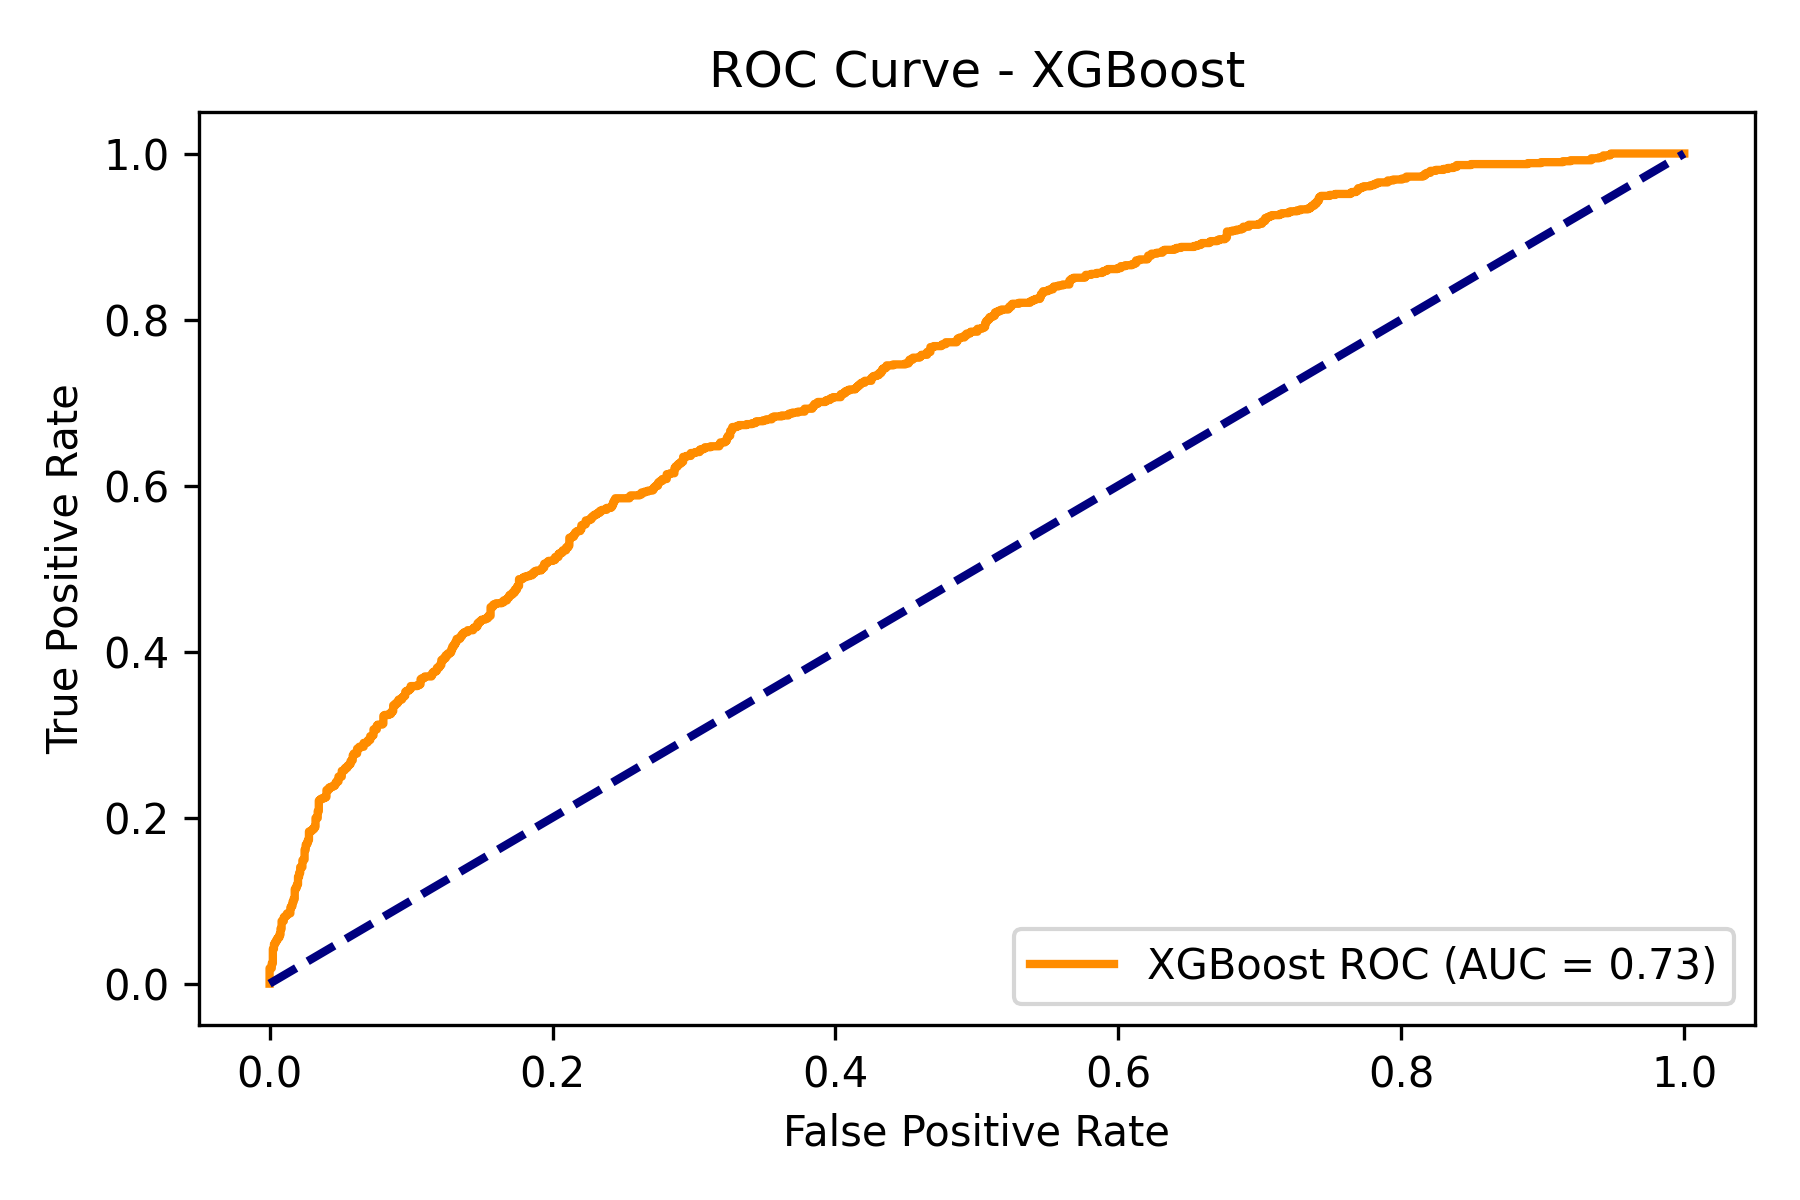 ROC Curve - XGBoost
1.0
0.8
0.6
0.4
0.2
0.0
True Positive Rate
XGBoost ROC (AUC = 0.73)
0.0 0.2 0.4 0.6 0.8 1.0
False Positive Rate